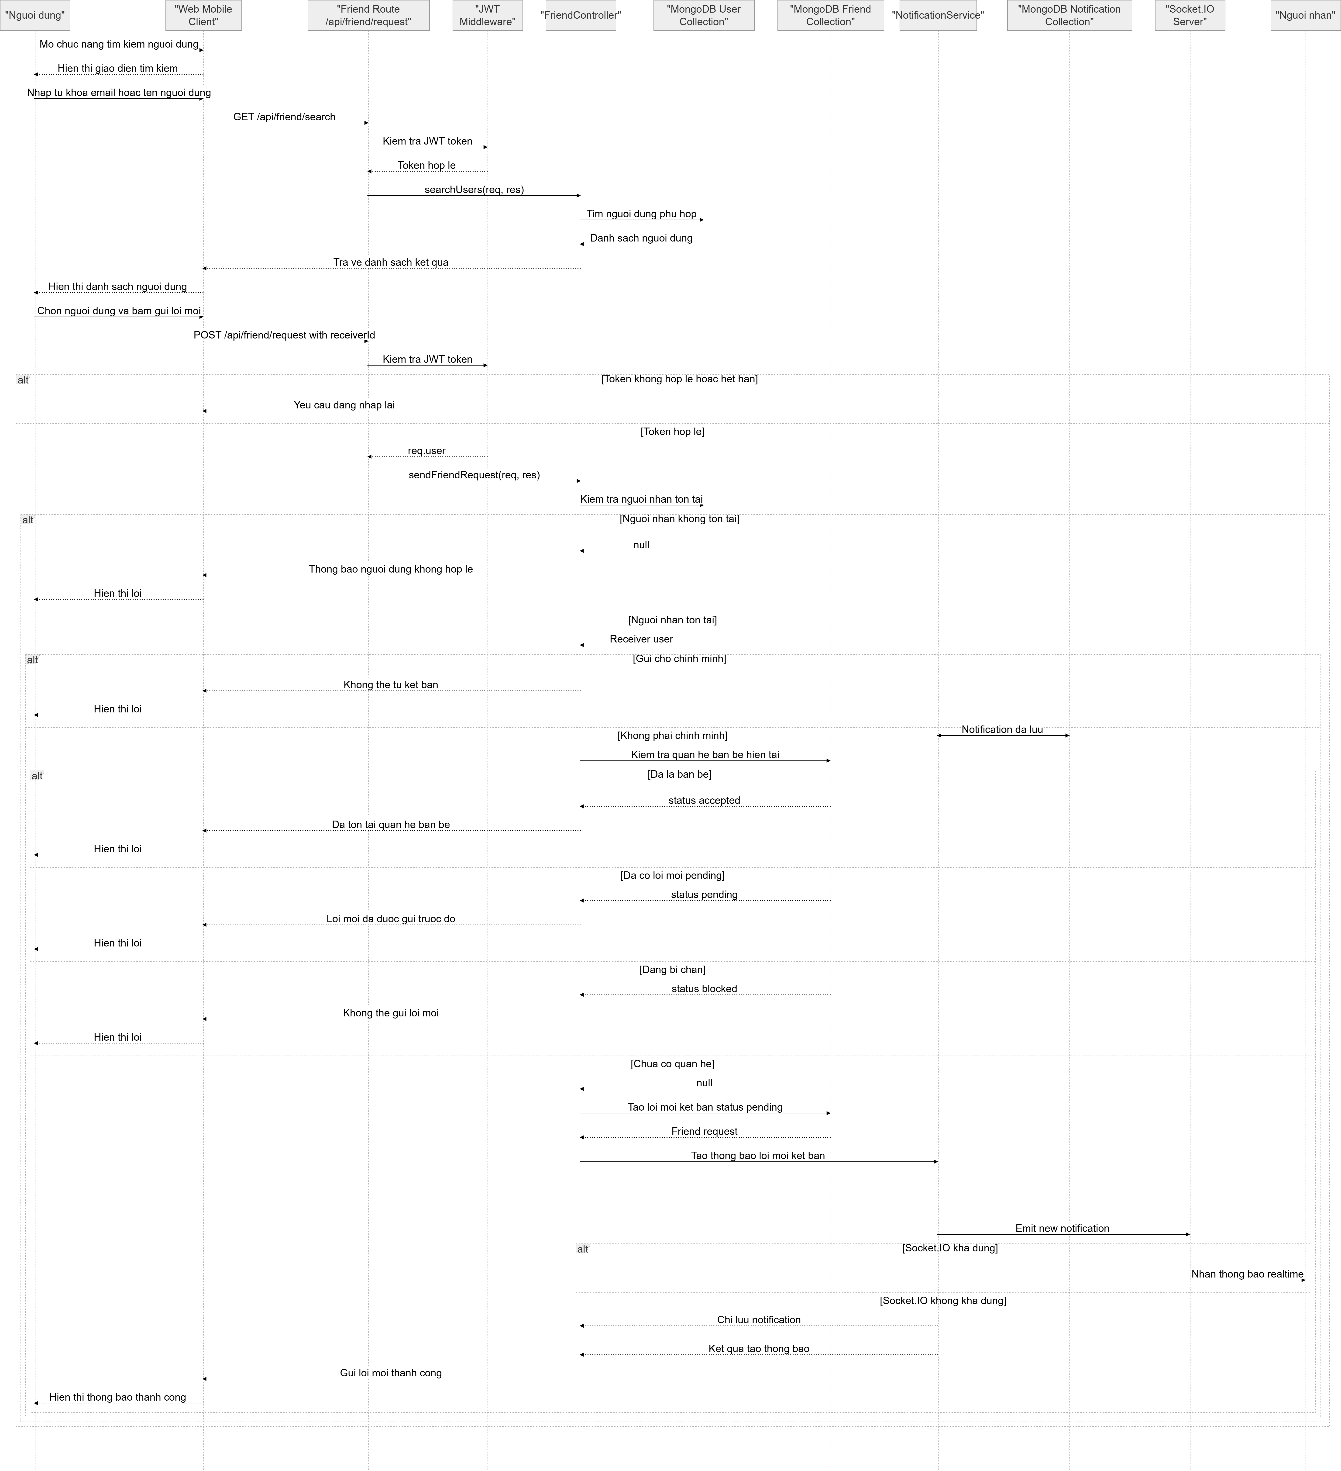 "Nguoi dung"
"Web Mobile
Client"
"Friend Route
/api/friend/request"
"JWT
Middleware"
"FriendController"
"MongoDB User
Collection"
"MongoDB Friend
Collection"
"NotificationService"
"MongoDB Notification
Collection"
"Socket.IO
Server"
"Nguoi nhan"
Mo chuc nang tim kiem nguoi dung
Hien thi giao dien tim kiem
Nhap tu khoa email hoac ten nguoi dung
GET /api/friend/search
Kiem tra JWT token
Token hop le
searchUsers(req, res)
Tim nguoi dung phu hop
Danh sach nguoi dung
Tra ve danh sach ket qua
Hien thi danh sach nguoi dung
Chon nguoi dung va bam gui loi moi
POST /api/friend/request with receiverId
Kiem tra JWT token
alt
[Token khong hop le hoac het han]
Yeu cau dang nhap lai
[Token hop le]
req.user
sendFriendRequest(req, res)
Kiem tra nguoi nhan ton tai
alt
[Nguoi nhan khong ton tai]
null
Thong bao nguoi dung khong hop le
Hien thi loi
[Nguoi nhan ton tai]
Receiver user
alt
[Gui cho chinh minh]
Khong the tu ket ban
Hien thi loi
Notification da luu
[Khong phai chinh minh]
Kiem tra quan he ban be hien tai
alt
[Da la ban be]
status accepted
Da ton tai quan he ban be
Hien thi loi
[Da co loi moi pending]
status pending
Loi moi da duoc gui truoc do
Hien thi loi
[Dang bi chan]
status blocked
Khong the gui loi moi
Hien thi loi
[Chua co quan he]
null
Tao loi moi ket ban status pending
Friend request
Tao thong bao loi moi ket ban
Emit new notification
alt
[Socket.IO kha dung]
Nhan thong bao realtime
[Socket.IO khong kha dung]
Chi luu notification
Ket qua tao thong bao
Gui loi moi thanh cong
Hien thi thong bao thanh cong